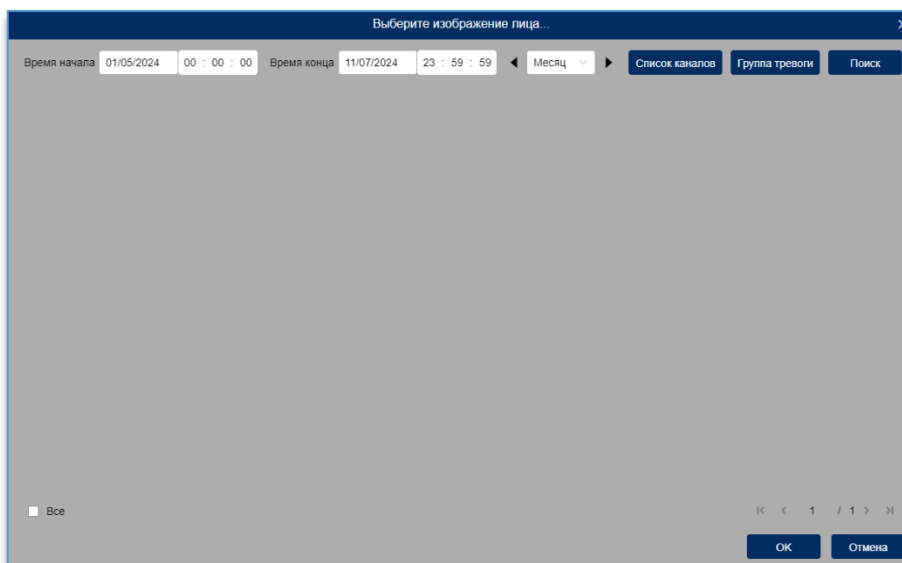 Выберите изображение лица...
Время начала 01/05/2024 00 : 00 : 00 Время конца 11/07/2024 23 : 59 : 59 Месяц Список каналов Группа тревоги Поиск
Все 1 / 1
OK Отмена